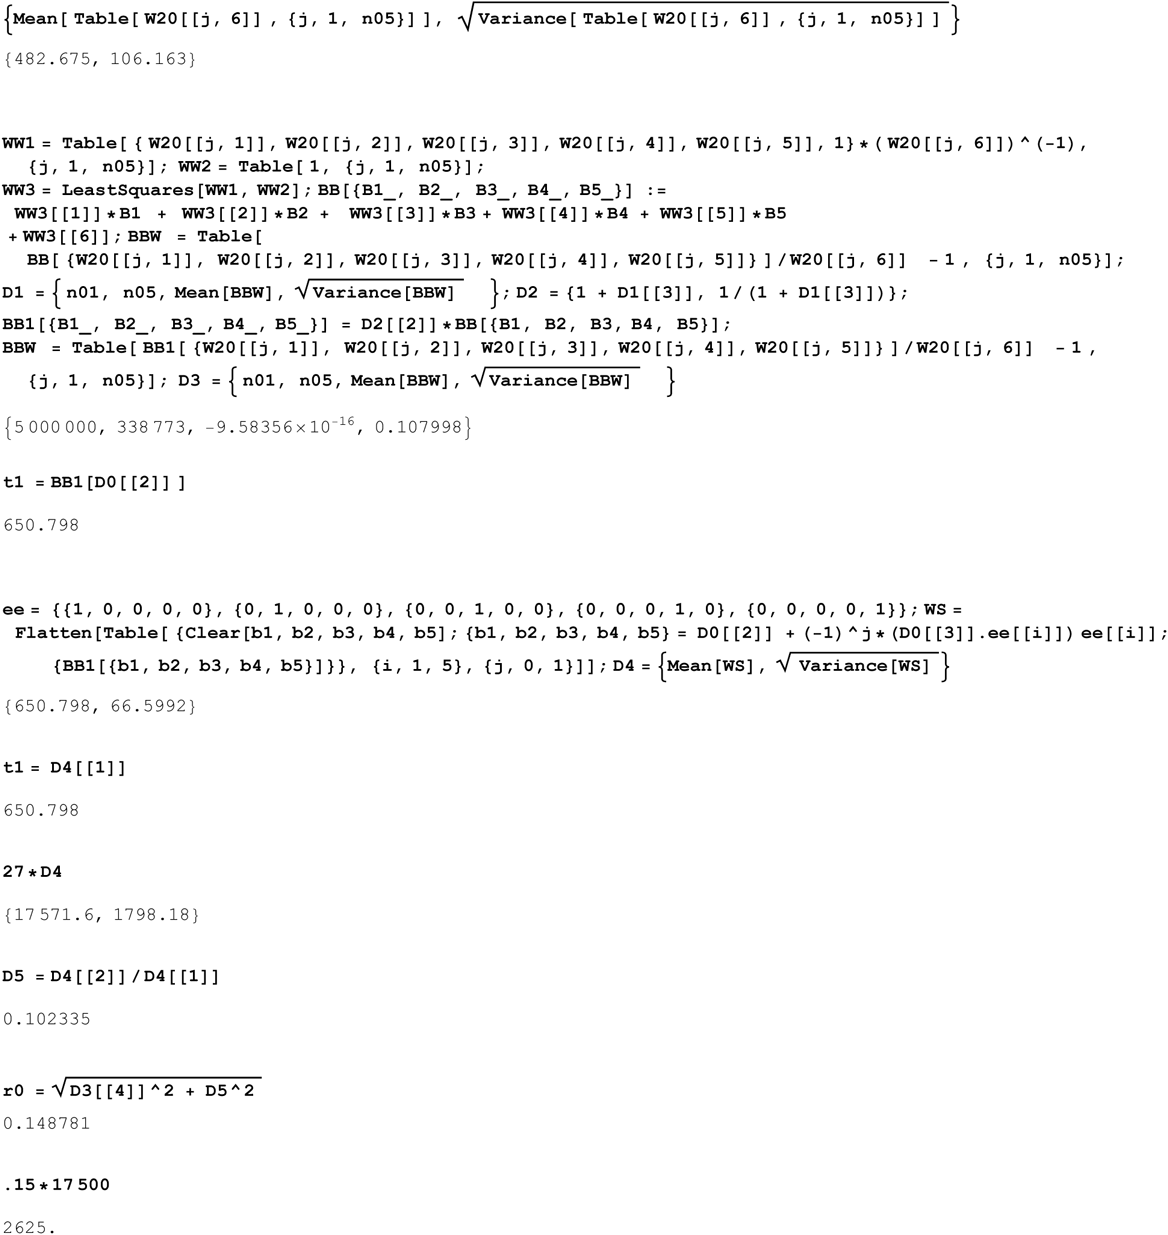 {Mean[Table[W20[[j, 6]], {j, 1, n05}]], √Variance[Table[W20[[j, 6]], {j, 1, n05}]]}
{482.675, 106.163}
WW1 = Table[{W20[[j, 1]], W20[[j, 2]], W20[[j, 3]], W20[[j, 4]], W20[[j, 5]], 1}*(W20[[j, 6]])^(-1),
{j, 1, n05}]; WW2 = Table[1, {j, 1, n05}];
WW3 = LeastSquares[WW1, WW2]; BB[{B1_, B2_, B3_, B4_, B5_}] :=
WW3[[1]]*B1 + WW3[[2]]*B2 + WW3[[3]]*B3 + WW3[[4]]*B4 + WW3[[5]]*B5
+WW3[[6]]; BBW = Table[
BB[{W20[[j, 1]], W20[[j, 2]], W20[[j, 3]], W20[[j, 4]], W20[[j, 5]]}]/W20[[j, 6]] -1, {j, 1, n05}];
D1 = {n01, n05, Mean[BBW], √Variance[BBW]}; D2 = {1 + D1[[3]], 1/(1 + D1[[3]])};
BB1[{B1_, B2_, B3_, B4_, B5_}] = D2[[2]]*BB[{B1, B2, B3, B4, B5}];
BBW = Table[BB1[{W20[[j, 1]], W20[[j, 2]], W20[[j, 3]], W20[[j, 4]], W20[[j, 5]]}]/W20[[j, 6]] -1,
{j, 1, n05}]; D3 = {n01, n05, Mean[BBW], √Variance[BBW]}
{5 000 000, 338 773, -9.58356×10^-16, 0.107998}
t1 = BB1[D0[[2]]]
650.798
ee = {{1, 0, 0, 0, 0}, {0, 1, 0, 0, 0}, {0, 0, 1, 0, 0}, {0, 0, 0, 1, 0}, {0, 0, 0, 0, 1}}; WS =
Flatten[Table[{Clear[b1, b2, b3, b4, b5]; {b1, b2, b3, b4, b5} = D0[[2]] + (-1)^j*(D0[[3]].ee[[i]]) ee[[i]];
{BB1[{b1, b2, b3, b4, b5}]}}, {i, 1, 5}, {j, 0, 1}]]; D4 = {Mean[WS], √Variance[WS]}
{650.798, 66.5992}
t1 = D4[[1]]
650.798
27*D4
{17 571.6, 1798.18}
D5 = D4[[2]]/D4[[1]]
0.102335
r0 = √D3[[4]]^2 + D5^2
0.148781
.15*17 500
2625.